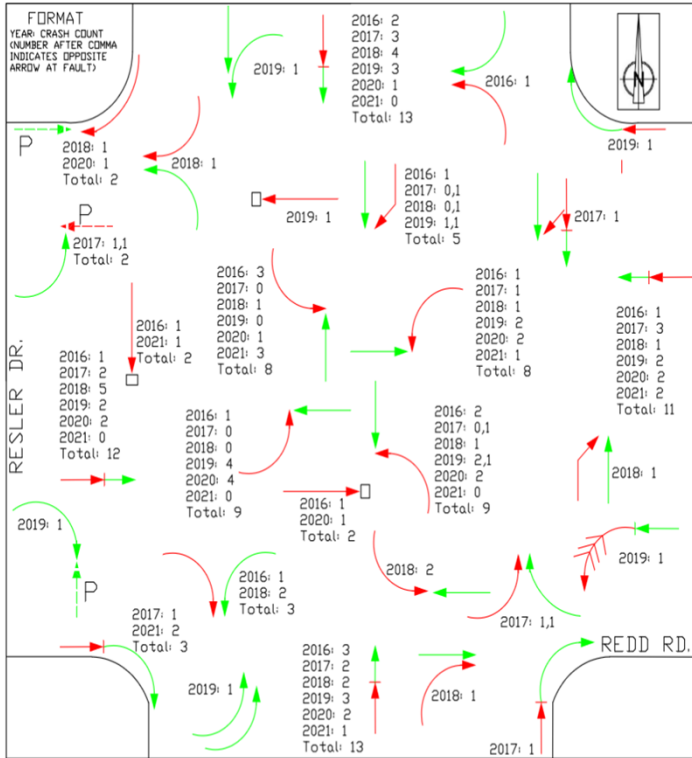 FORMAT
YEAR: CRASH COUNT
(NUMBER AFTER COMMA
INDICATES OPPOSITE
ARROW AT FAULT)
2019: 1
2016: 2
2017: 3
2018: 4
2019: 3
2020: 1
2021: 0
Total: 13
2016: 1
N
P
2018: 1
2020: 1
Total: 2
2018: 1
2019: 1
2019: 1
2016: 1
2017: 0,1
2018: 0,1
2019: 1,1
Total: 5
2017: 1
P
2017: 1,1
Total: 2
2016: 3
2017: 0
2018: 1
2019: 0
2020: 1
2021: 3
Total: 8
2016: 1
2017: 1
2018: 1
2019: 2
2020: 2
2021: 1
Total: 8
2016: 1
2017: 3
2018: 1
2019: 2
2020: 2
2021: 2
Total: 11
2016: 1
2021: 1
Total: 2
RESLER DR.
2016: 1
2017: 2
2018: 5
2019: 2
2020: 2
2021: 0
Total: 12
2016: 1
2017: 0
2018: 0
2019: 4
2020: 4
2021: 0
Total: 9
2016: 2
2017: 0,1
2018: 1
2019: 2,1
2020: 2
2021: 0
Total: 9
2018: 1
2016: 1
2020: 1
Total: 2
2019: 1
P
2019: 1
2018: 2
2016: 1
2018: 2
Total: 3
2017: 1
2021: 2
Total: 3
2017: 1,1
REDD RD.
2016: 3
2017: 2
2018: 2
2019: 3
2020: 2
2021: 1
Total: 13
2019: 1
2018: 1
2017: 1